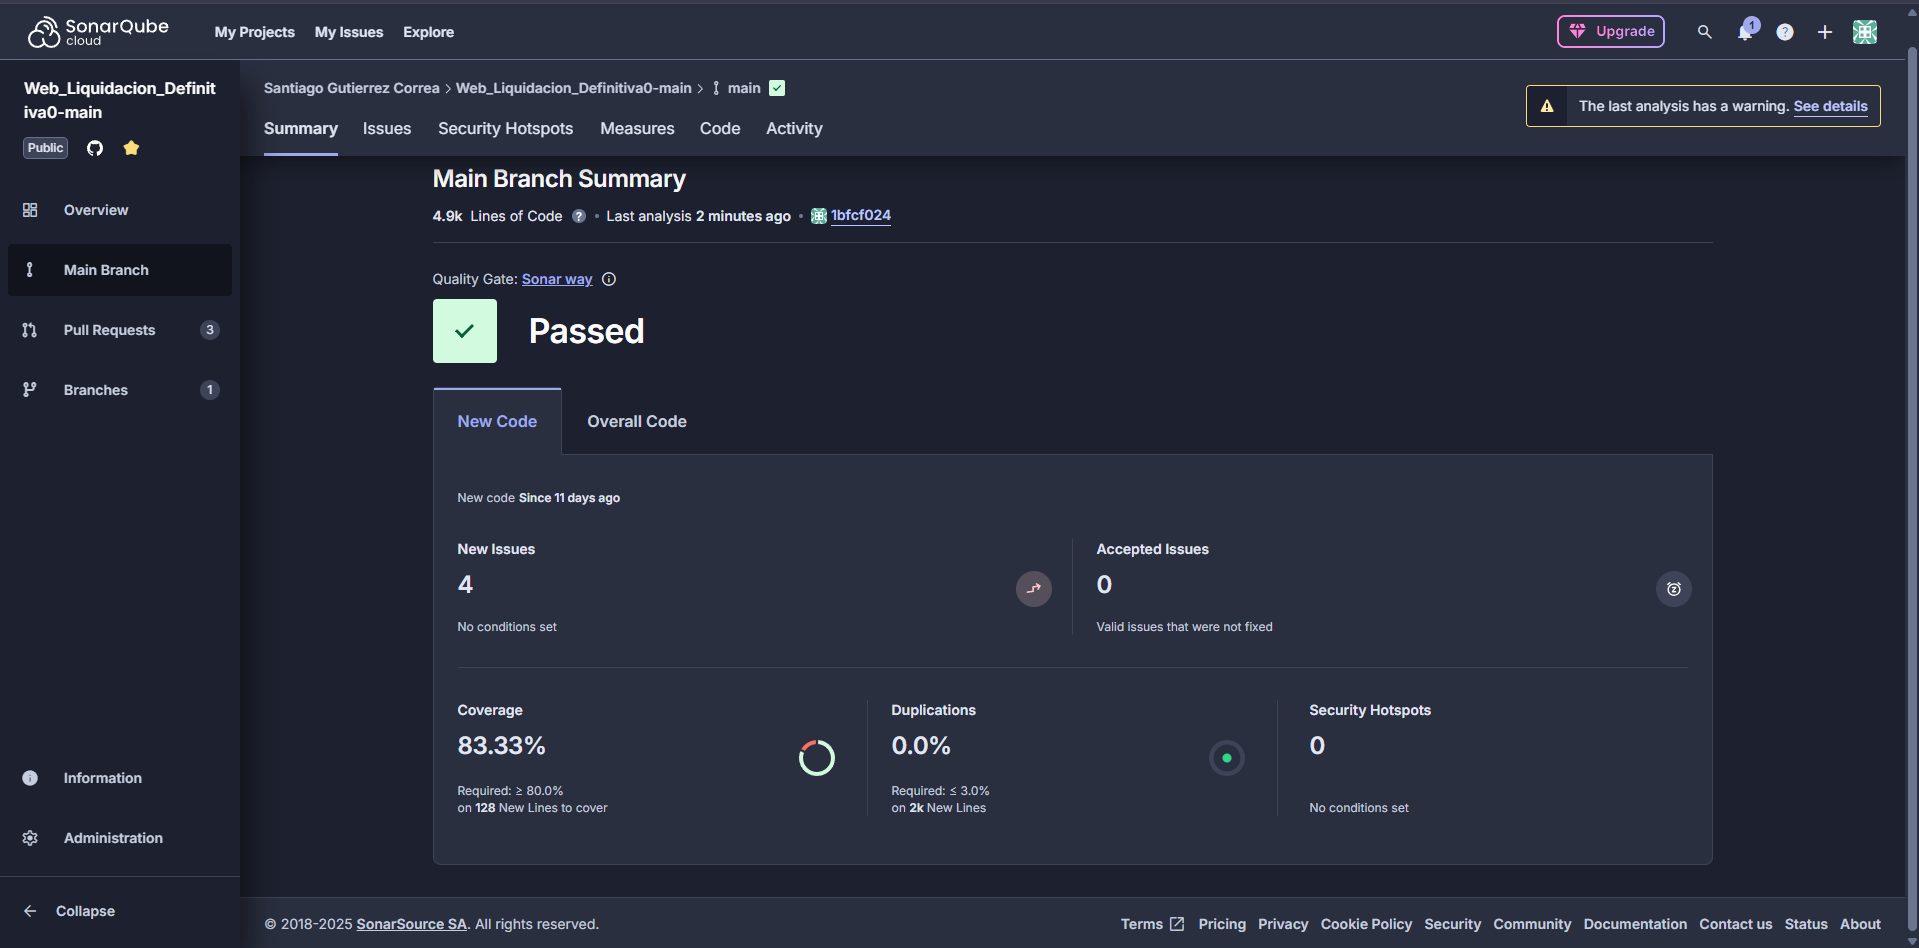 SonarQube cloud
My Projects
My Issues
Explore
Upgrade
1
?
Web_Liquidacion_Definit
iva0-main
Public
Overview
Main Branch
Pull Requests 3
Branches 1
Information
Administration
Collapse
Santiago Gutierrez Correa > Web_Liquidacion_Definitiva0-main > main
The last analysis has a warning. See details
Summary
Issues
Security Hotspots
Measures
Code
Activity
Main Branch Summary
4.9k Lines of Code ? • Last analysis 2 minutes ago • 1bfcf024
Quality Gate: Sonar way
Passed
New Code
Overall Code
New code Since 11 days ago
New Issues
4
No conditions set
Accepted Issues
0
Valid issues that were not fixed
Coverage
83.33%
Required: ≥ 80.0%
on 128 New Lines to cover
Duplications
0.0%
Required: ≤ 3.0%
on 2k New Lines
Security Hotspots
0
No conditions set
© 2018-2025 SonarSource SA. All rights reserved.
Terms
Pricing
Privacy
Cookie Policy
Security
Community
Documentation
Contact us
Status
About